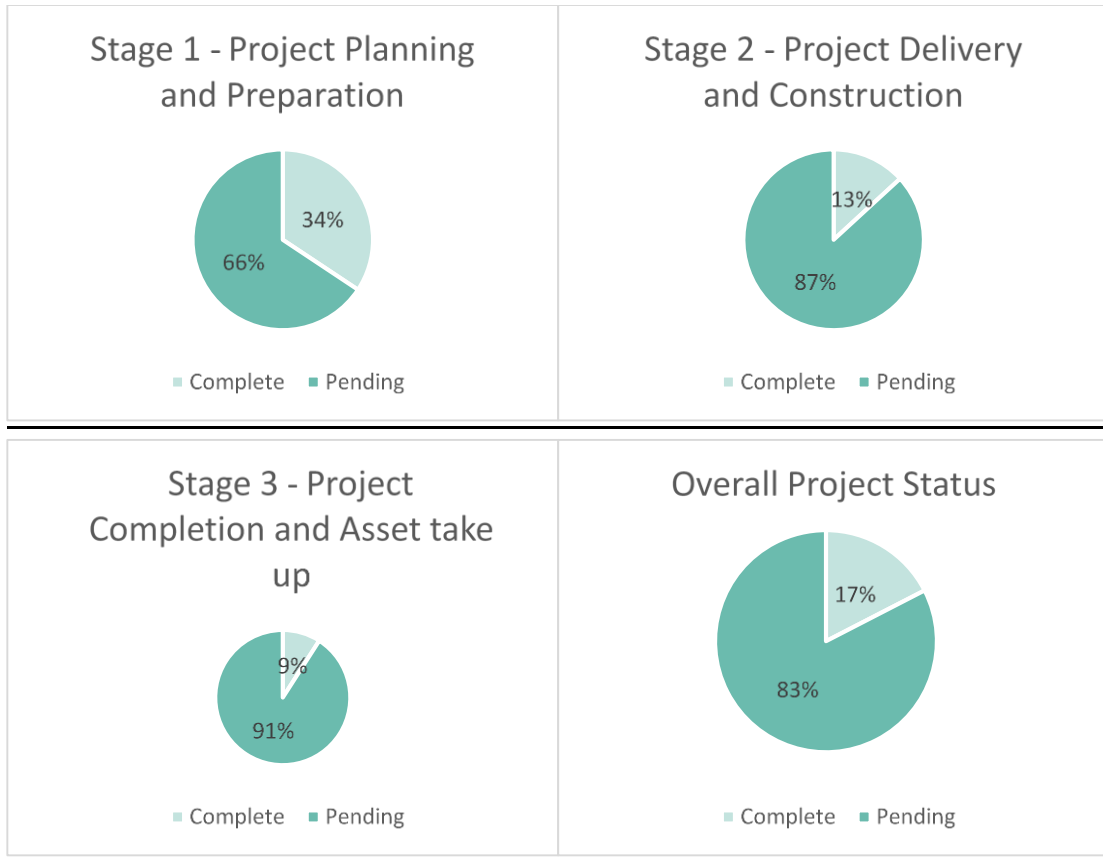 Stage 1 - Project Planning
and Preparation
34%
66%
Complete Pending
Stage 2 - Project Delivery
and Construction
13%
87%
Complete Pending
Stage 3 - Project
Completion and Asset take
up
9%
91%
Complete Pending
Overall Project Status
17%
83%
Complete Pending